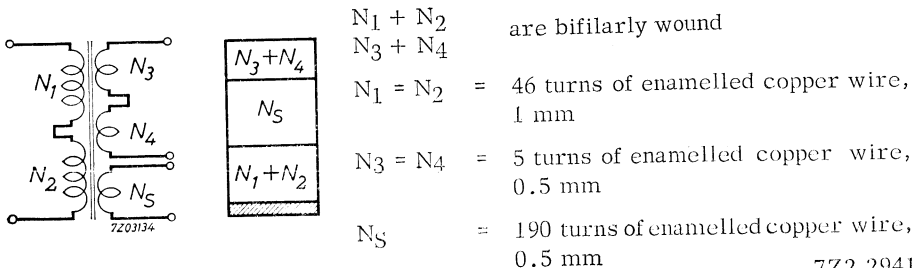 N1
N2
N3
N4
NS
7Z03134
N3+N4
NS
N1+N2
N1 + N2
N3 + N4
are bifilarly wound
N1 = N2 = 46 turns of enamelled copper wire,
1 mm
N3 = N4 = 5 turns of enamelled copper wire,
0.5 mm
NS = 190 turns of enamelled copper wire,
0.5 mm